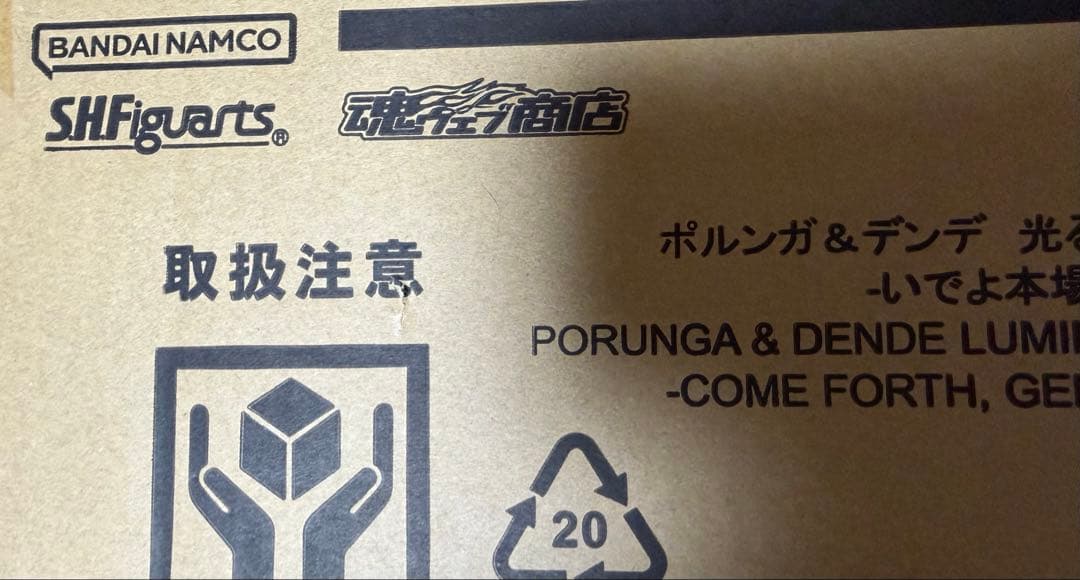 BANDAI NAMCO
S.H.Figuarts®
魂ウェブ商店
取扱注意
ポルンガ&デンデ 光る
-いでよ本場
PORUNGA & DENDE LUMI
-COME FORTH, GE
20